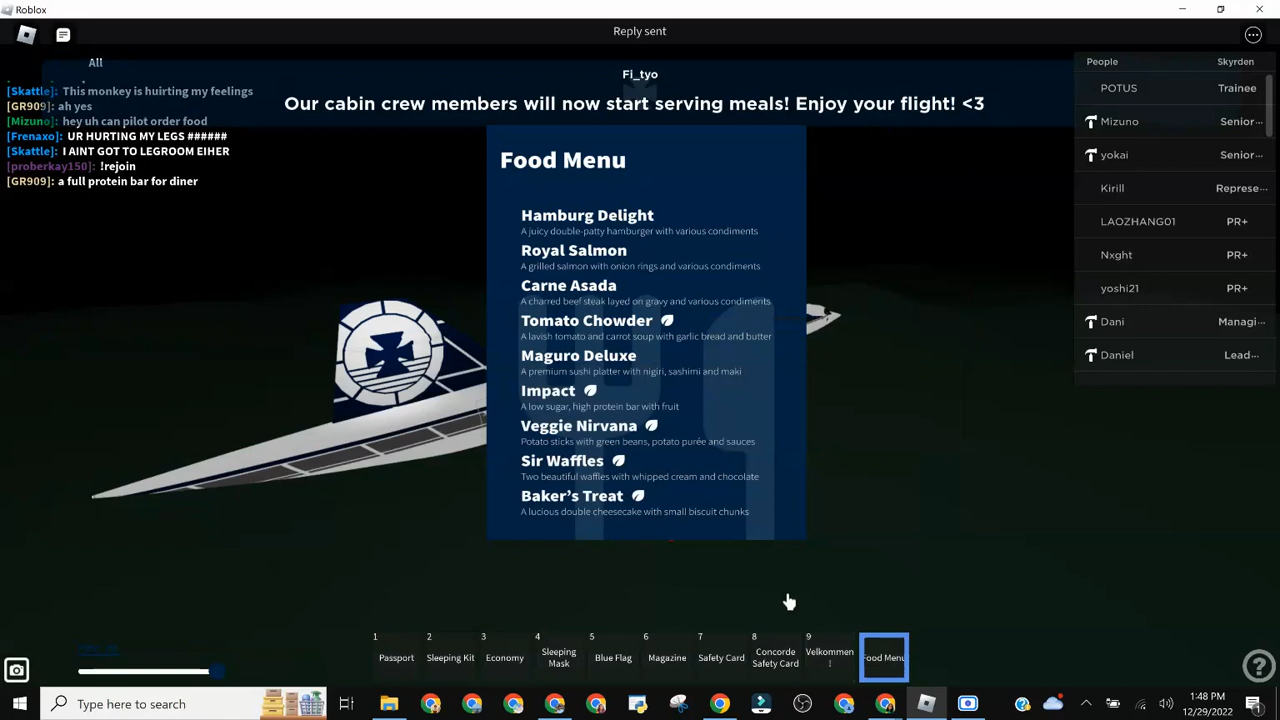 Roblox
Reply sent
All
Fi_tyo
Our cabin crew members will now start serving meals! Enjoy your flight! <3
[Skattle]: This monkey is huirting my feelings
[GR909]: ah yes
[Mizuno]: hey uh can pilot order food
[Frenaxo]: UR HURTING MY LEGS ######
[Skattle]: I AINT GOT TO LEGROOM EIHER
[proberkay150]: !rejoin
[GR909]: a full protein bar for diner
Food Menu
Hamburg Delight
A juicy double-patty hamburger with various condiments
Royal Salmon
A grilled salmon with onion rings and various condiments
Carne Asada
A charred beef steak layed on gravy and various condiments
Tomato Chowder
A lavish tomato and carrot soup with garlic bread and butter
Maguro Deluxe
A premium sushi platter with nigiri, sashimi and maki
Impact
A low sugar, high protein bar with fruit
Veggie Nirvana
Potato sticks with green beans, potato purée and sauces
Sir Waffles
Two beautiful waffles with whipped cream and chocolate
Baker's Treat
A lucious double cheesecake with small biscuit chunks
People Skyrden
POTUS Trainee
Mizuno Senior...
yokai Senior...
Kirill Represe...
LAOZHANG01 PR+
Nxght PR+
yoshi21 PR+
Dani Managi...
Daniel Lead...
1 Passport
2 Sleeping Kit
3 Economy
4 Sleeping Mask
5 Blue Flag
6 Magazine
7 Safety Card
8 Concorde Safety Card
9 Velkommen!
Food Menu
Type here to search
1:48 PM
12/29/2022